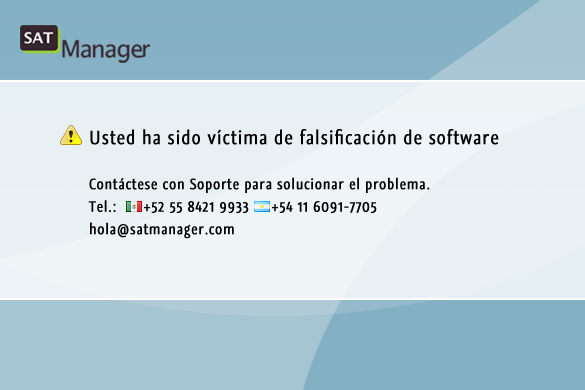 SAT Manager
Usted ha sido víctima de falsificación de software
Contáctese con Soporte para solucionar el problema.
Tel.: +52 55 8421 9933 +54 11 6091-7705
hola@satmanager.com